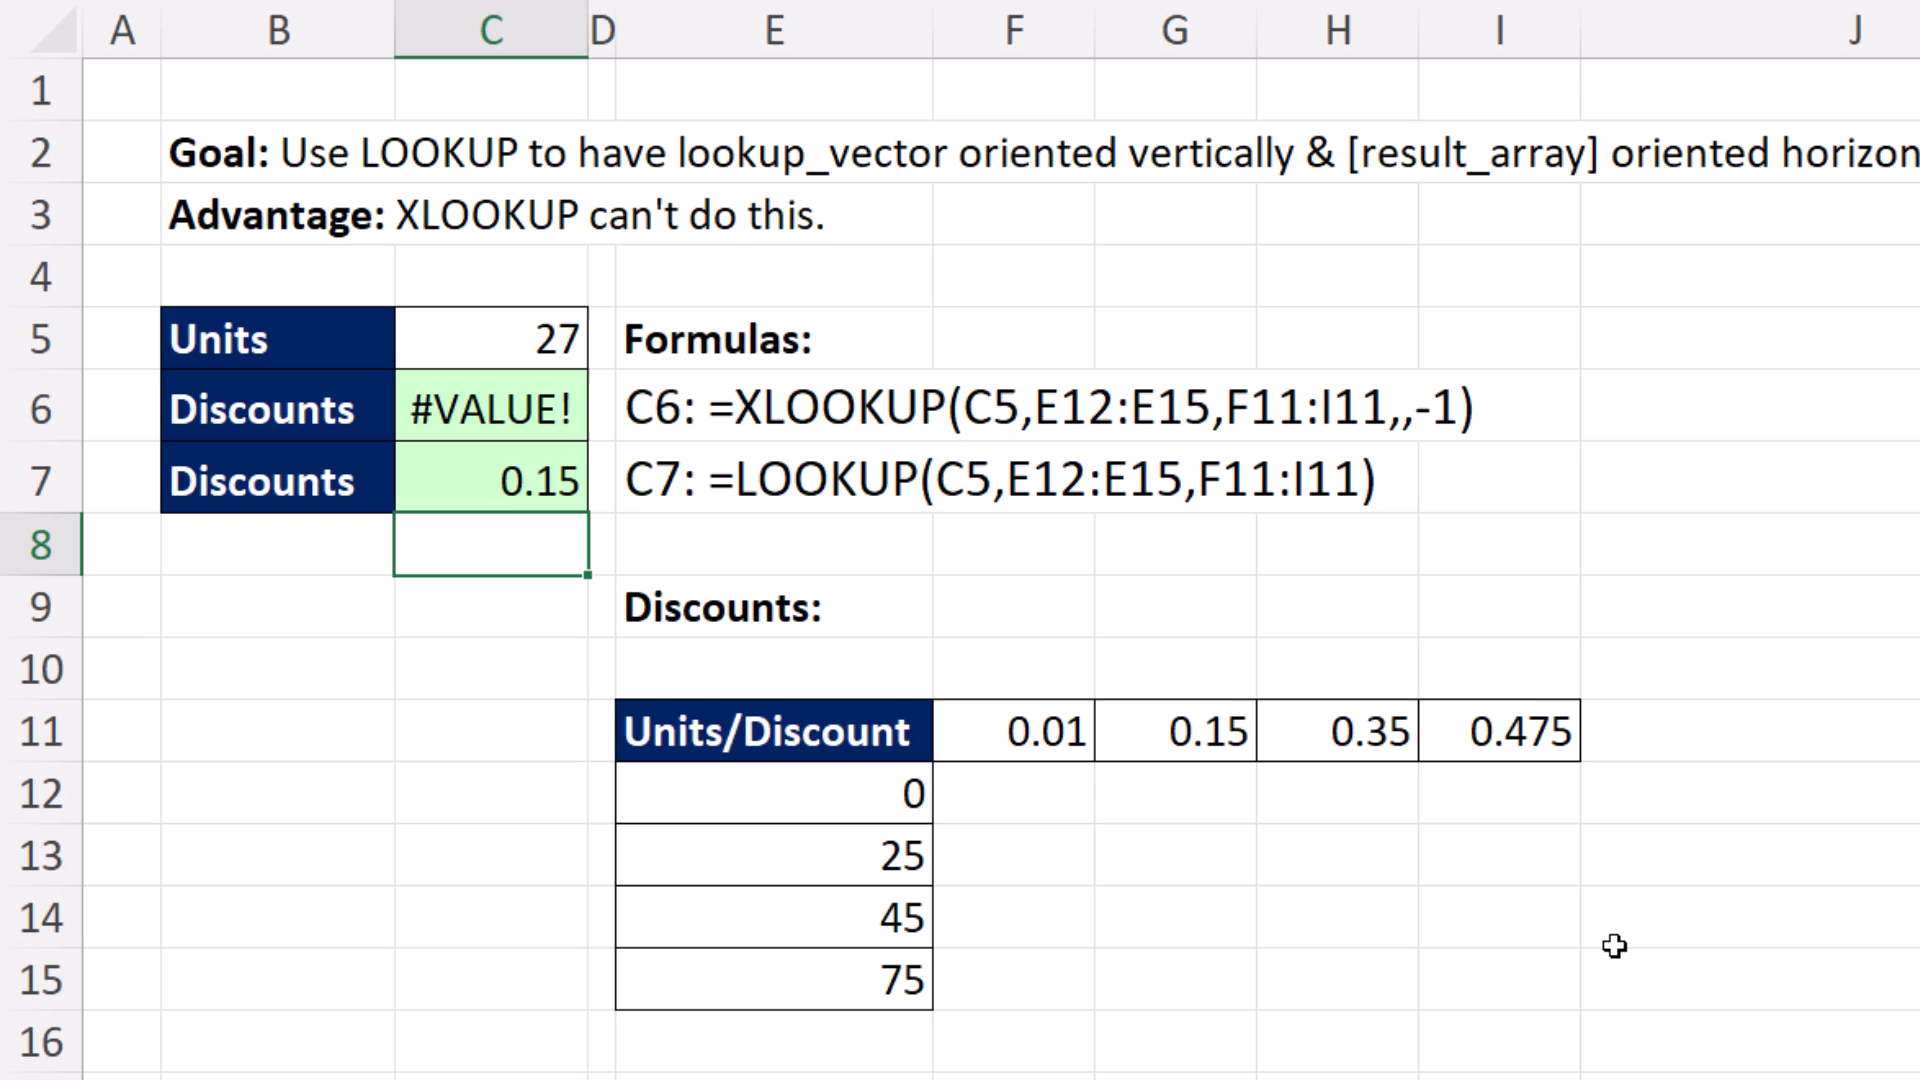 A B C D E F G H I J
1
2 Goal: Use LOOKUP to have lookup_vector oriented vertically & [result_array] oriented horizon
3 Advantage: XLOOKUP can't do this.
4
5 Units 27 Formulas:
6 Discounts #VALUE! C6: =XLOOKUP(C5,E12:E15,F11:I11,,-1)
7 Discounts 0.15 C7: =LOOKUP(C5,E12:E15,F11:I11)
8
9 Discounts:
10
11 Units/Discount 0.01 0.15 0.35 0.475
12 0
13 25
14 45
15 75
16